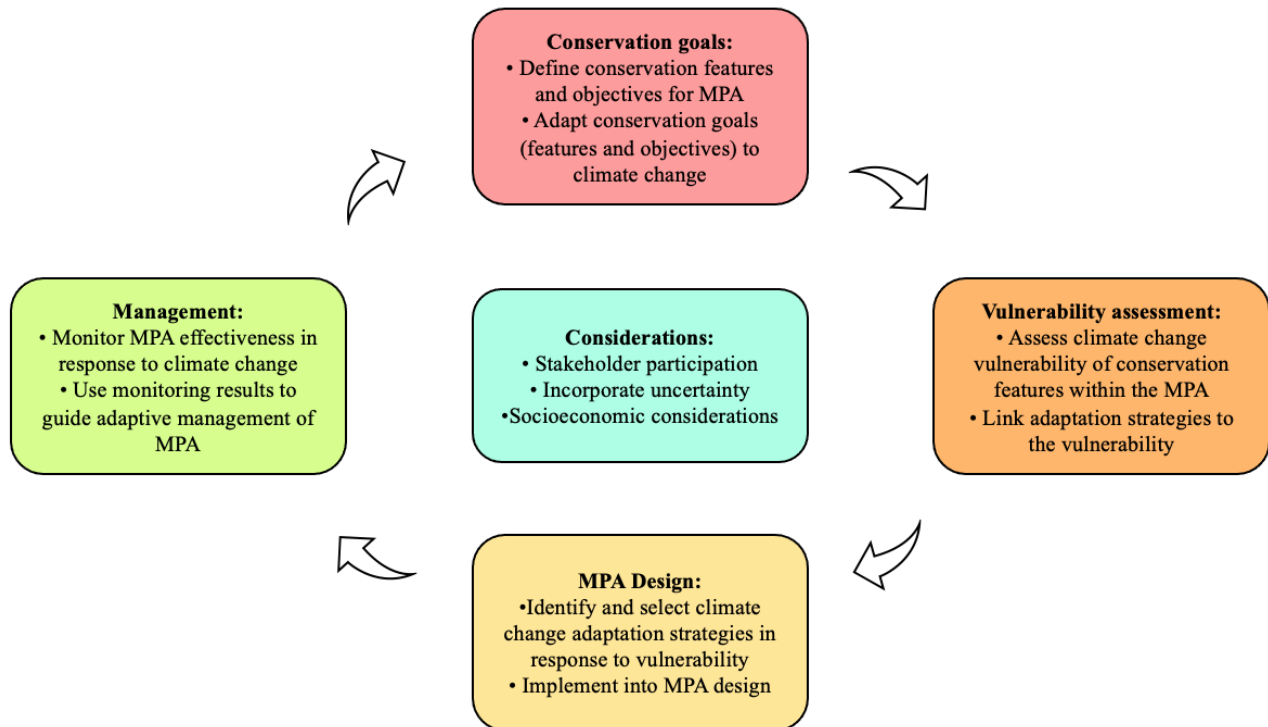 Conservation goals:
• Define conservation features
and objectives for MPA
• Adapt conservation goals
(features and objectives) to
climate change
Management:
• Monitor MPA effectiveness in
response to climate change
• Use monitoring results to
guide adaptive management of
MPA
Considerations:
• Stakeholder participation
• Incorporate uncertainty
•Socioeconomic considerations
Vulnerability assessment:
• Assess climate change
vulnerability of conservation
features within the MPA
• Link adaptation strategies to
the vulnerability
MPA Design:
•Identify and select climate
change adaptation strategies in
response to vulnerability
• Implement into MPA design